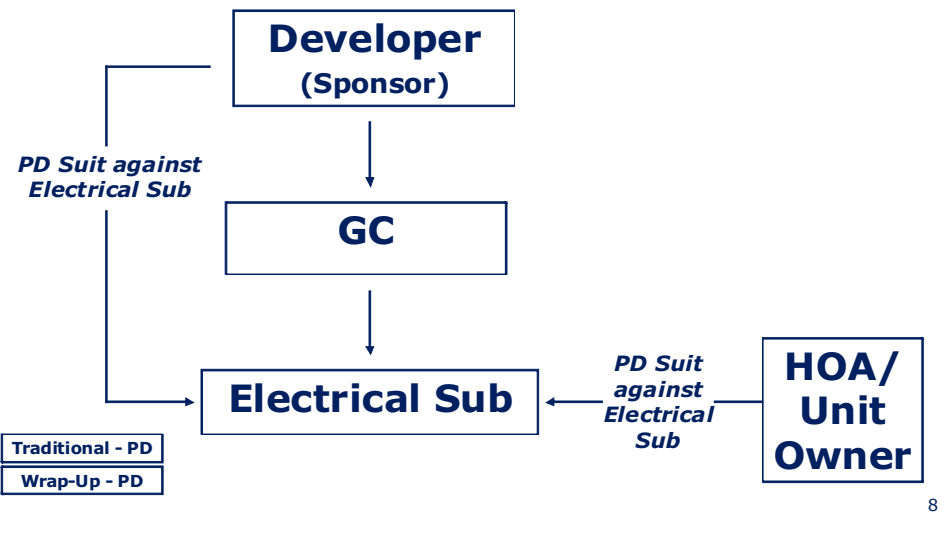 Developer
(Sponsor)
PD Suit against
Electrical Sub
GC
Electrical Sub
PD Suit
against
Electrical
Sub
HOA/
Unit
Owner
Traditional - PD
Wrap-Up - PD
8